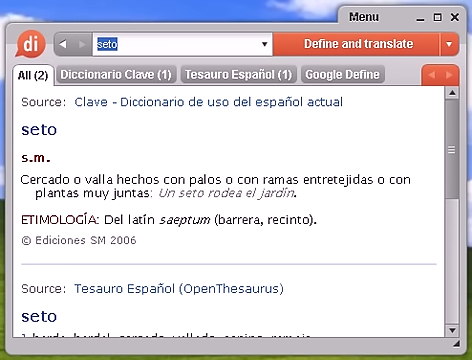 Menu
di
seto
Define and translate
All (2) Diccionario Clave (1) Tesauro Español (1) Google Define
Source: Clave - Diccionario de uso del español actual
seto
s.m.
Cercado o valla hechos con palos o con ramas entretejidas o con
plantas muy juntas: Un seto rodea el jardín.
ETIMOLOGÍA: Del latín saeptum (barrera, recinto).
© Ediciones SM 2006
Source: Tesauro Español (OpenThesaurus)
seto